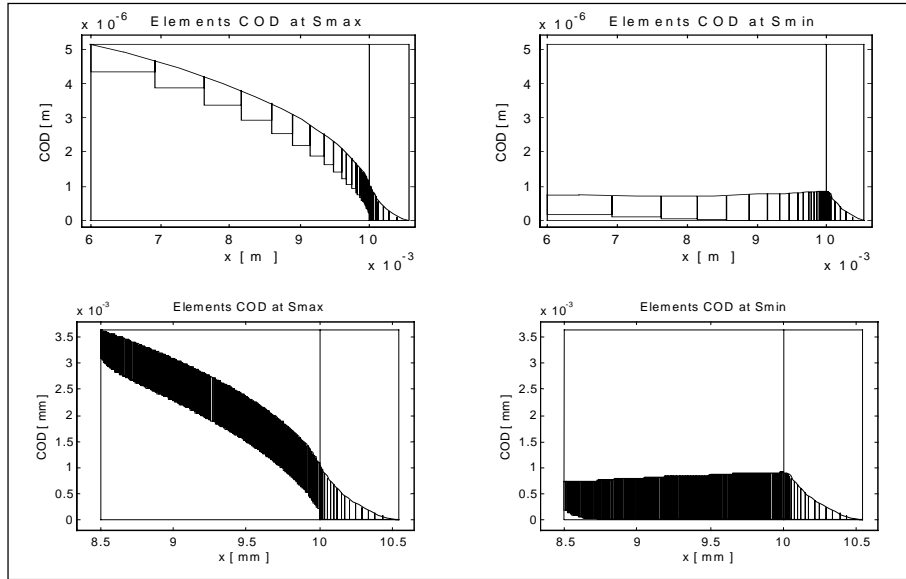 Elements COD at Smax
x 10-6
COD [m]
5
4
3
2
1
0
6 7 8 9 10
x [m]
x 10-3
Elements COD at Smin
x 10-6
COD [m]
5
4
3
2
1
0
6 7 8 9 10
x [m]
x 10-3
Elements COD at Smax
x 10-3
COD [mm]
3.5
3
2.5
2
1.5
1
0.5
0
8.5 9 9.5 10 10.5
x [mm]
Elements COD at Smin
x 10-3
COD [mm]
3.5
3
2.5
2
1.5
1
0.5
0
8.5 9 9.5 10 10.5
x [mm]